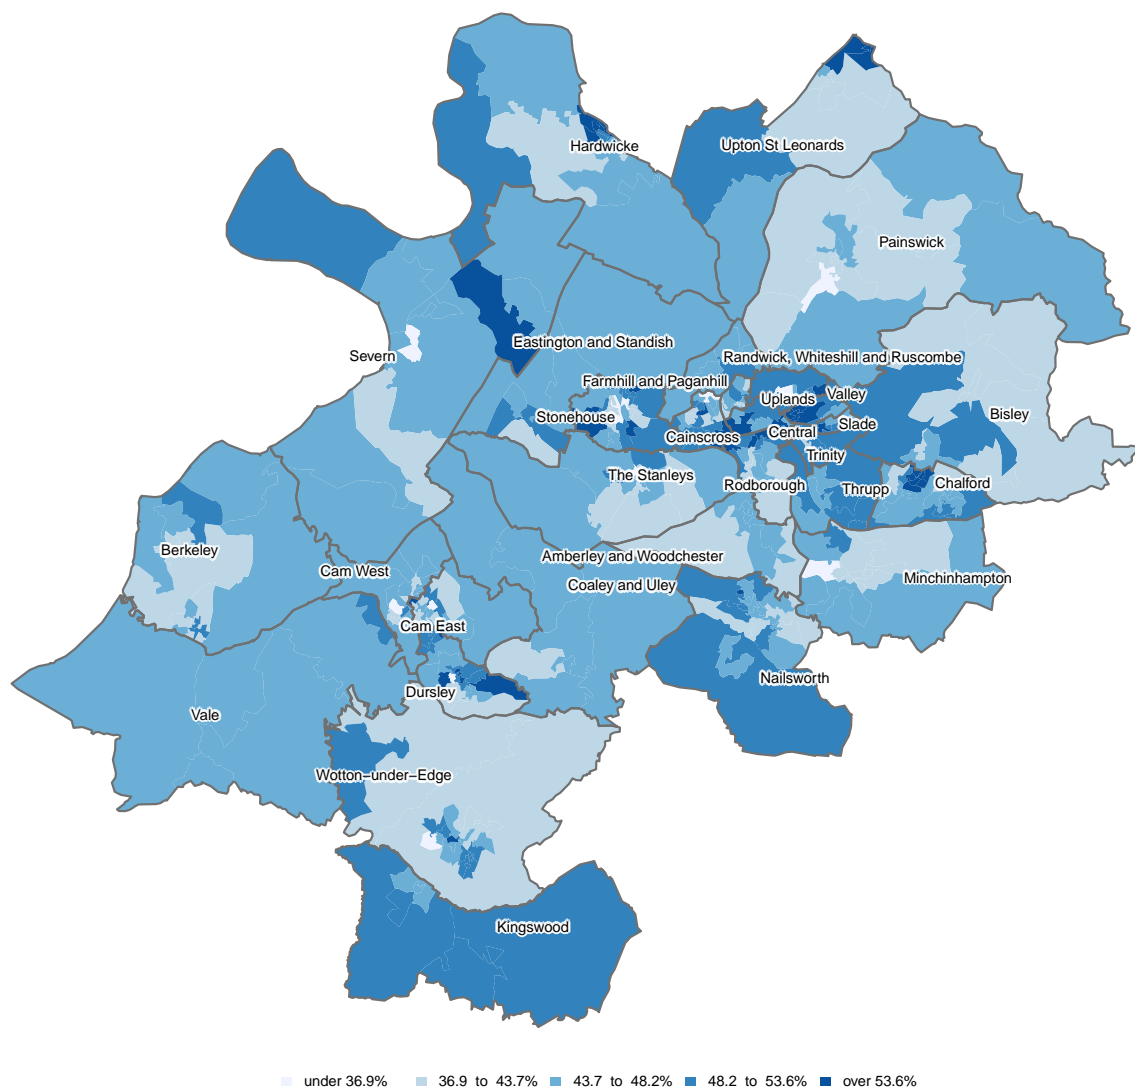 Hardwicke
Upton St Leonards
Painswick
Eastington and Standish
Severn
Randwick, Whiteshill and Ruscombe
Farmhill and Paganhill
Uplands
Valley
Stonehouse
Bisley
Slade
Central
Cainscross
Trinity
The Stanleys
Rodborough
Thrupp
Chalford
Berkeley
Amberley and Woodchester
Cam West
Minchinhampton
Coaley and Uley
Cam East
Nailsworth
Dursley
Vale
Wotton−under−Edge
Kingswood
under 36.9% 36.9 to 43.7% 43.7 to 48.2% 48.2 to 53.6% over 53.6%